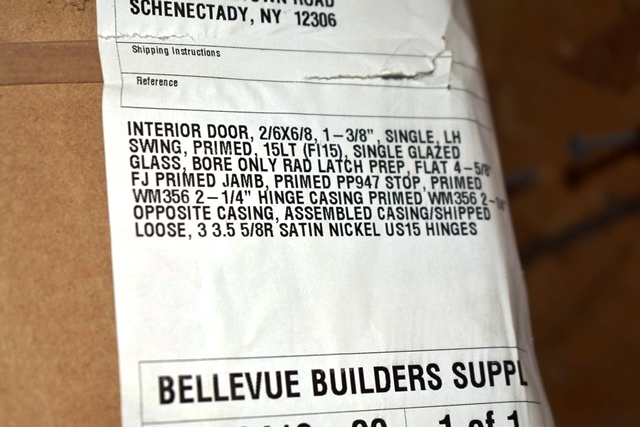 SCHENECTADY, NY 12306
Shipping Instructions
Reference
INTERIOR DOOR, 2/6X6/8, 1-3/8", SINGLE, LH
SWING, PRIMED, 15LT (FI15), SINGLE GLAZED
GLASS, BORE ONLY RAD LATCH PREP, FLAT 4-5/8"
FJ PRIMED JAMB, PRIMED PP947 STOP, PRIMED
WM356 2-1/4" HINGE CASING PRIMED WM356 2-
OPPOSITE CASING, ASSEMBLED CASING/SHIPPED
LOOSE, 3 3.5 5/8R SATIN NICKEL US15 HINGES
BELLEVUE BUILDERS SUPPL
1 of 1